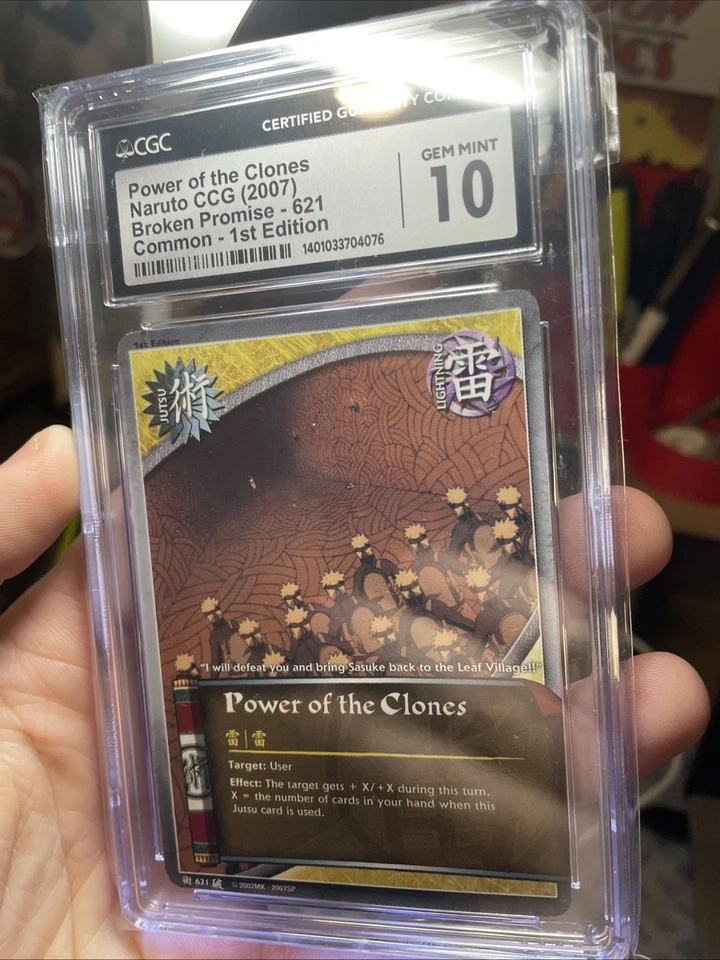 CGC
CERTIFIED
Power of the Clones
Naruto CCG (2007)
Broken Promise - 621
Common - 1st Edition
1401033704076
GEM MINT
10
1st Edition
JUTSU
術
LIGHTNING
雷
"I will defeat you and bring Sasuke back to the Leaf Village!!"
Power of the Clones
雷|雷
Target: User
Effect: The target gets + X/+X during this turn.
X = the number of cards in your hand when this
Jutsu card is used.
術
術 621 破 © 2002MK · 2007SP